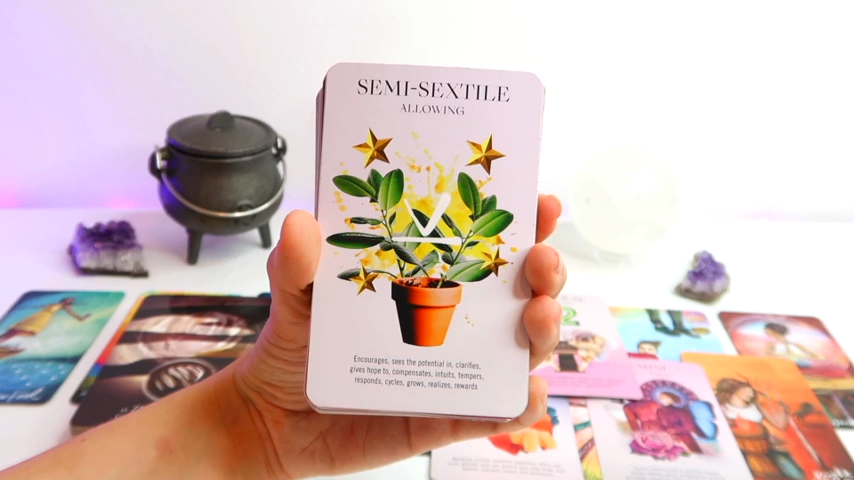 SEMI-SEXTILE
ALLOWING
Encourages, sees the potential in, clarifies,
gives hope to, compensates, intuits, tempers,
responds, cycles, grows, realizes, rewards